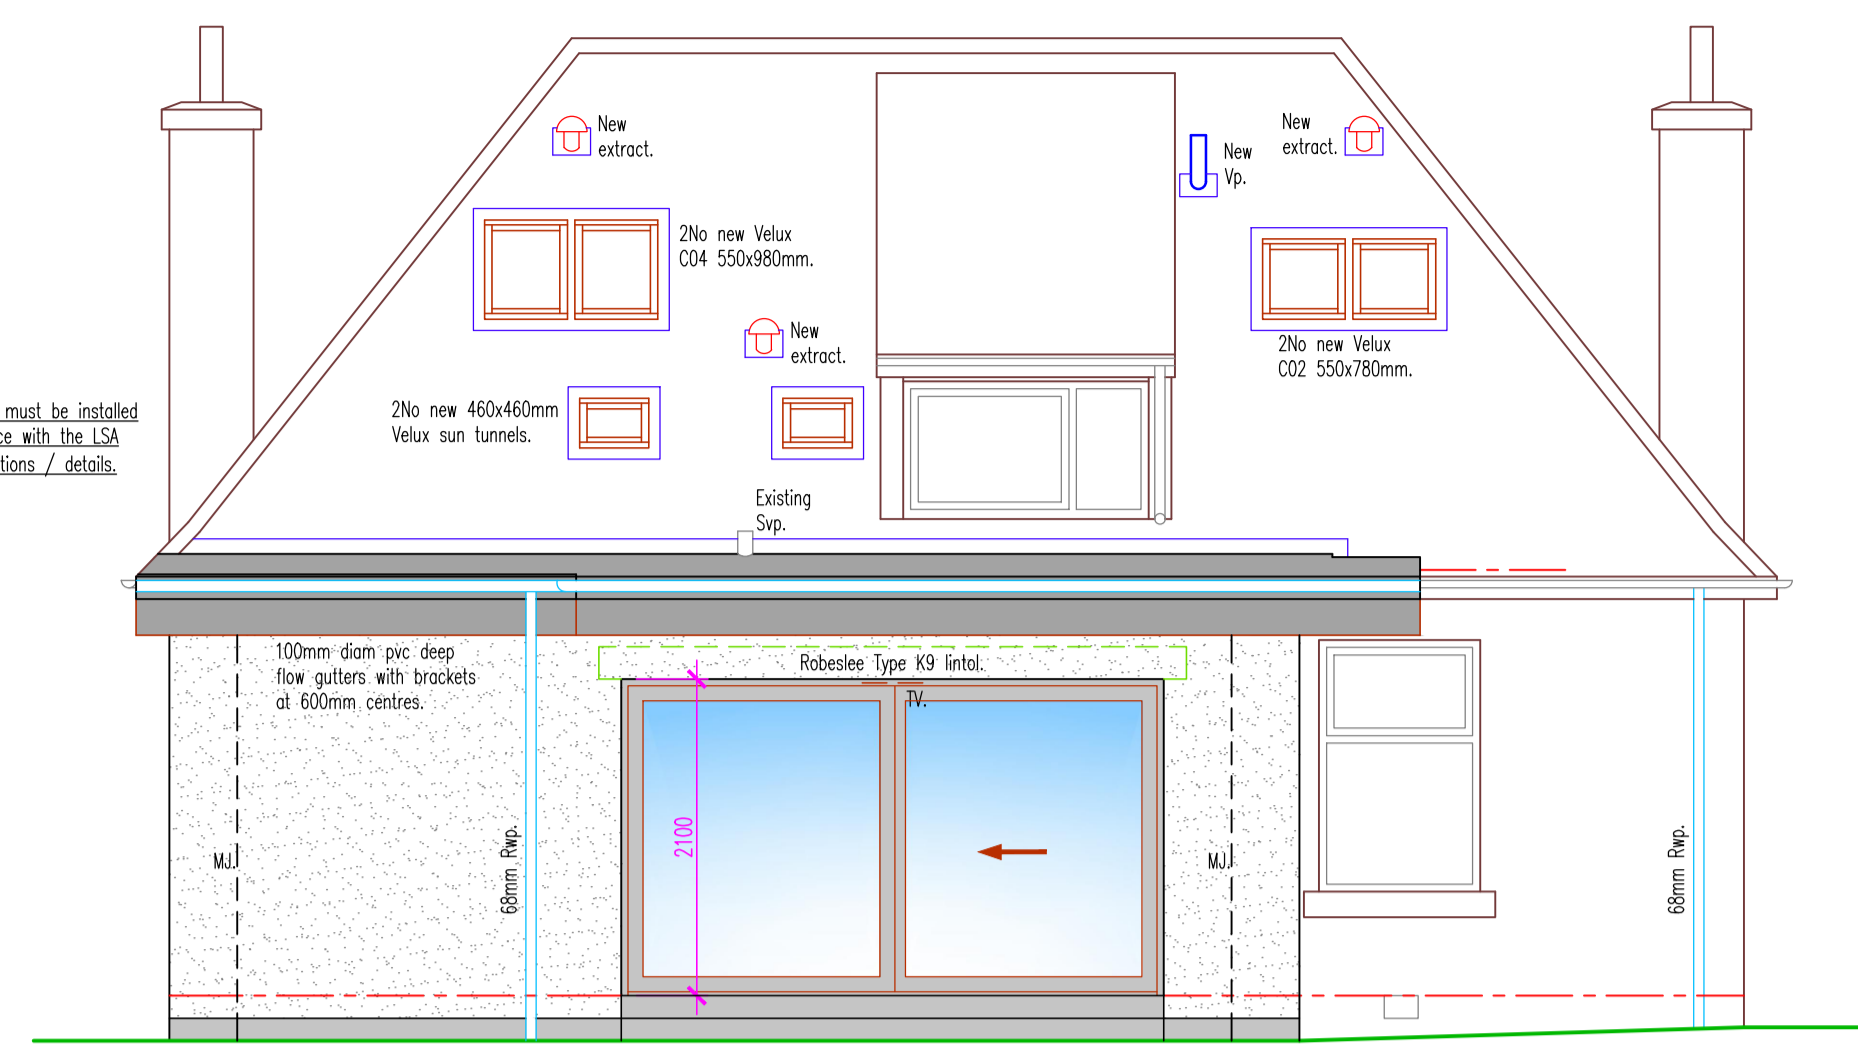 New
extract.
New
extract.
New
Vp.
2No new Velux
C04 550x980mm.
New
extract.
2No new Velux
C02 550x780mm.
2No new 460x460mm
Velux sun tunnels.
must be installed
ce with the LSA
tions / details.
Existing
Svp.
100mm diam pvc deep
flow gutters with brackets
at 600mm centres.
Robeslee Type K9 lintol.
TV.
2100
MJ.
68mm Rwp.
MJ.
68mm Rwp.